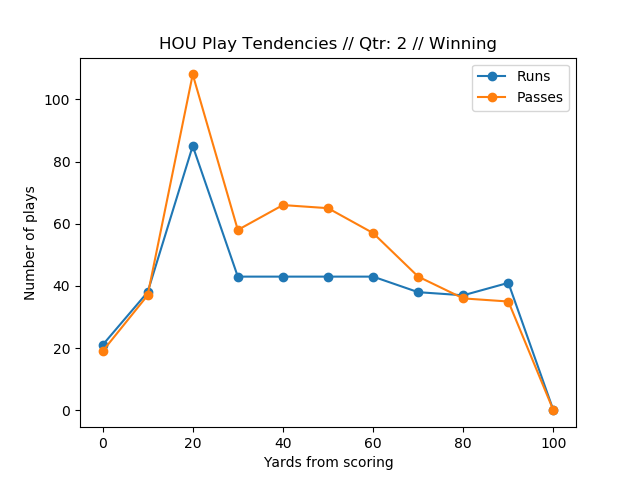 HOU Play Tendencies // Qtr: 2 // Winning
Runs
Passes
Number of plays
100
80
60
40
20
0
0 20 40 60 80 100
Yards from scoring